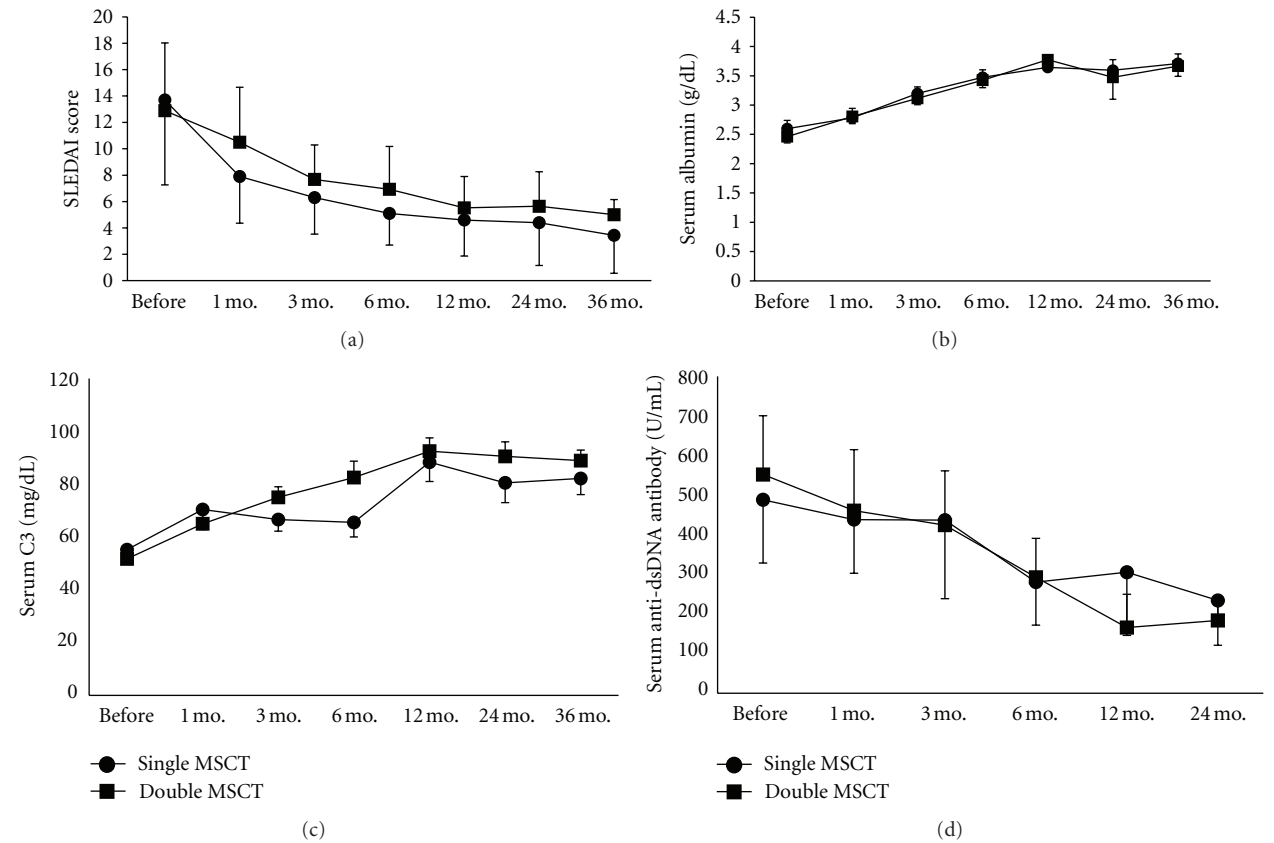 20
18
16
14
12
10
8
6
4
2
0
SLEDAI score
Before 1 mo. 3 mo. 6 mo. 12 mo. 24 mo. 36 mo.
(a)
4.5
4
3.5
3
2.5
2
1.5
1
0.5
0
Serum albumin (g/dL)
Before 1 mo. 3 mo. 6 mo. 12 mo. 24 mo. 36 mo.
(b)
120
100
80
60
40
20
0
Serum C3 (mg/dL)
Before 1 mo. 3 mo. 6 mo. 12 mo. 24 mo. 36 mo.
Single MSCT
Double MSCT
(c)
800
700
600
500
400
300
200
100
0
Serum anti-dsDNA antibody (U/mL)
Before 1 mo. 3 mo. 6 mo. 12 mo. 24 mo.
Single MSCT
Double MSCT
(d)